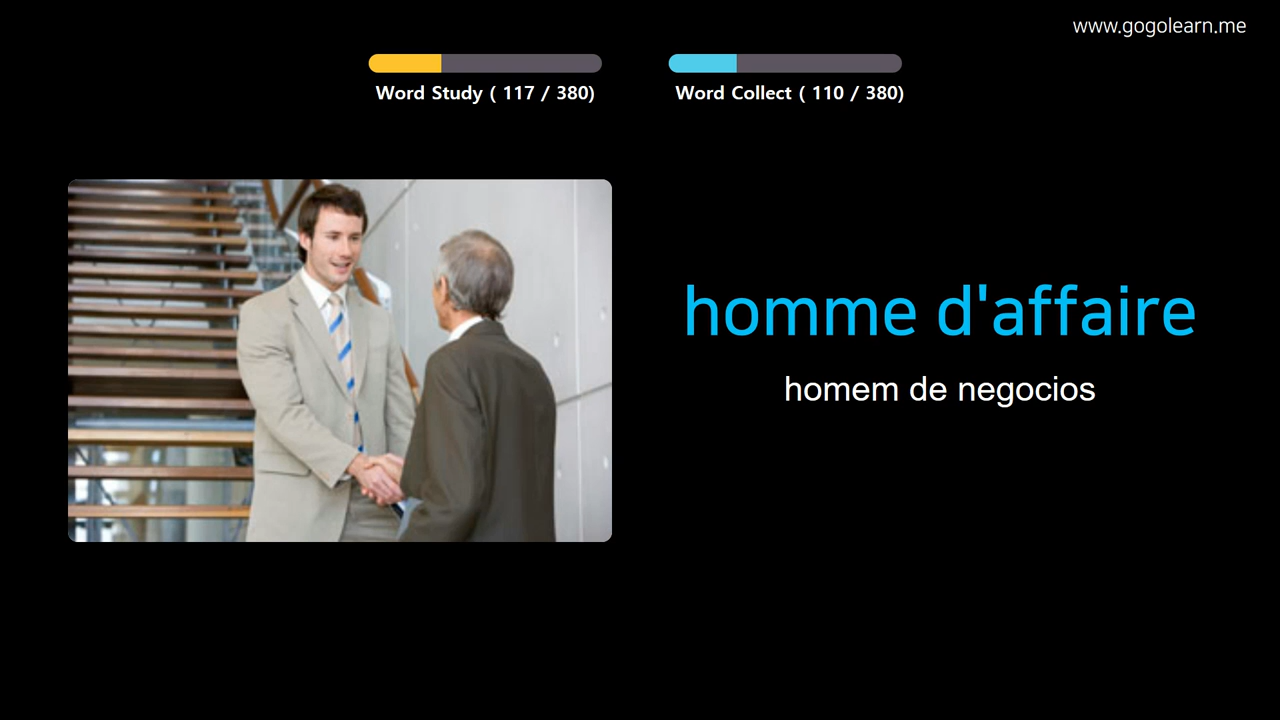 www.gogolearn.me
Word Study ( 117 / 380)
Word Collect ( 110 / 380)
homme d'affaire
homem de negocios